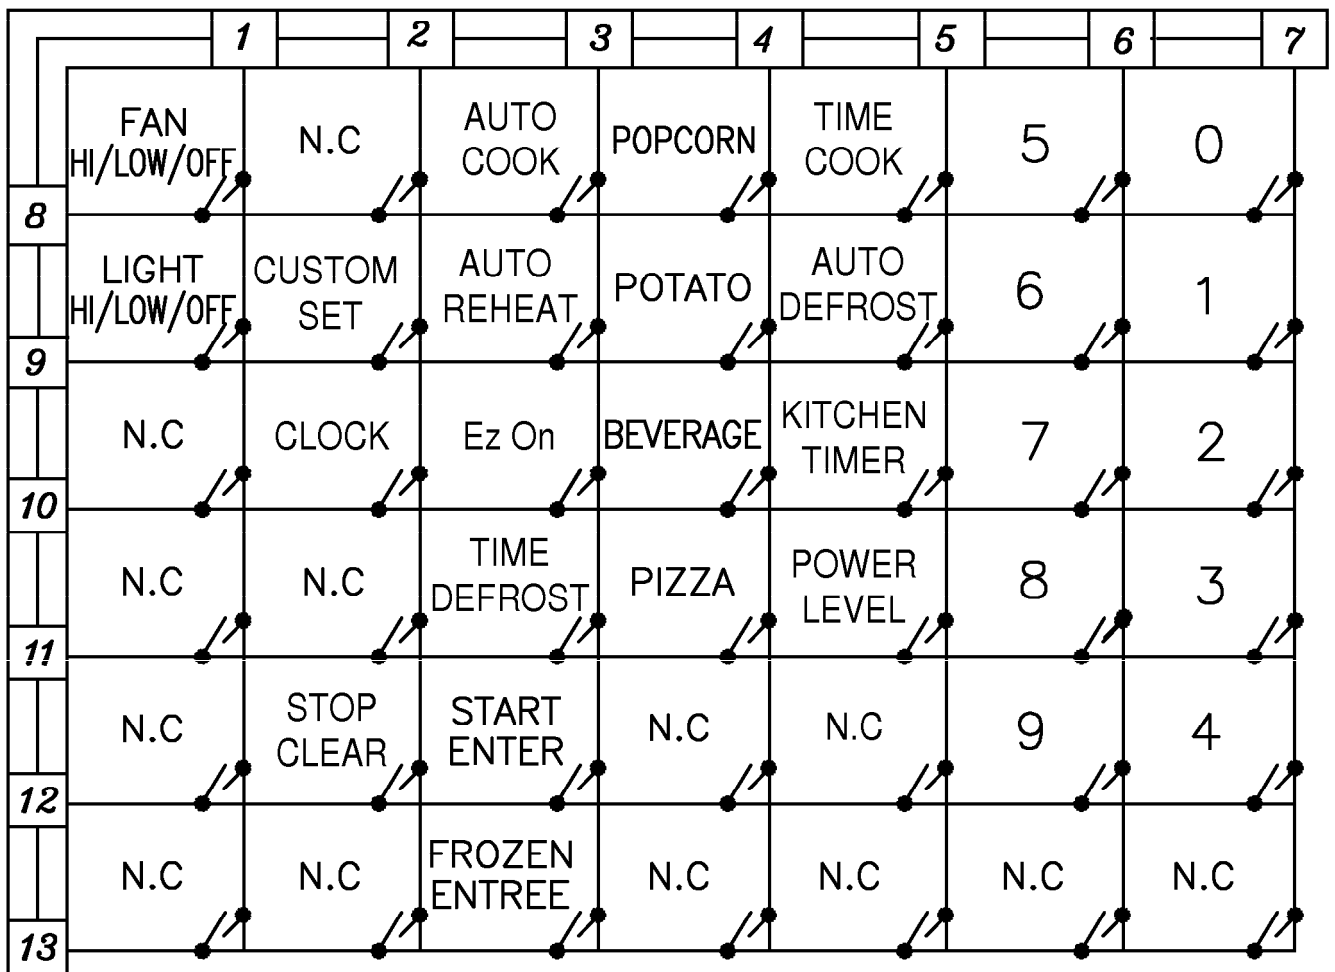 1 2 3 4 5 6 7
FAN
HI/LOW/OFF
N.C
AUTO
COOK
POPCORN
TIME
COOK
5
0
8
LIGHT
HI/LOW/OFF
CUSTOM
SET
AUTO
REHEAT
POTATO
AUTO
DEFROST
6
1
9
N.C
CLOCK
Ez On
BEVERAGE
KITCHEN
TIMER
7
2
10
N.C
N.C
TIME
DEFROST
PIZZA
POWER
LEVEL
8
3
11
N.C
STOP
CLEAR
START
ENTER
N.C
N.C
9
4
12
N.C
N.C
FROZEN
ENTREE
N.C
N.C
N.C
N.C
13